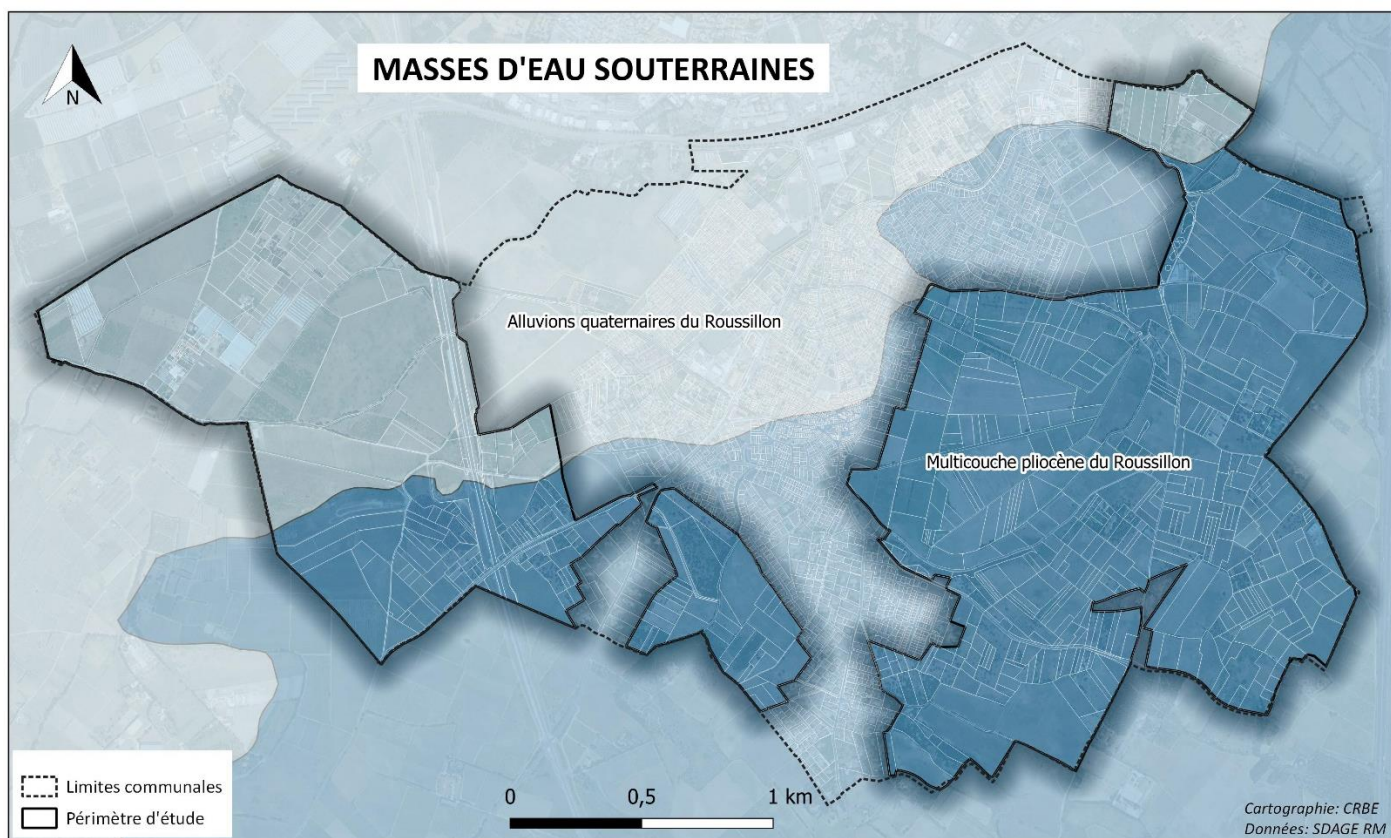 MASSES D'EAU SOUTERRAINES
N
Alluvions quaternaires du Roussillon
Multicouche pliocène du Roussillon
Limites communales
Périmètre d'étude
0 0,5 1 km
Cartographie: CRBE
Données: SDAGE RM